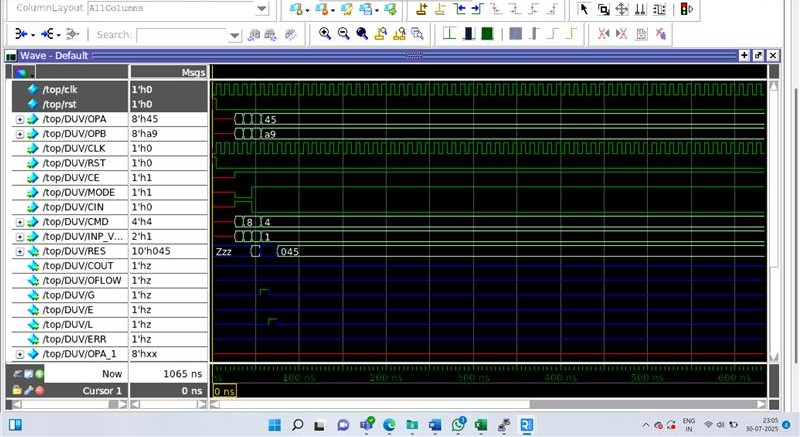 ColumnLayout AllColumns
Search:
Wave - Default
Msgs
/top/clk 1'h0
/top/rst 1'h0
/top/DUV/OPA 8'h45 45
/top/DUV/OPB 8'ha9 a9
/top/DUV/CLK 1'h0
/top/DUV/RST 1'h0
/top/DUV/CE 1'h1
/top/DUV/MODE 1'h1
/top/DUV/CIN 1'h0
/top/DUV/CMD 4'h4 8 4
/top/DUV/INP_V... 2'h1 1
/top/DUV/RES 10'h045 Zzz 045
/top/DUV/COUT 1'hz
/top/DUV/OFLOW 1'hz
/top/DUV/G 1'hz
/top/DUV/E 1'hz
/top/DUV/L 1'hz
/top/DUV/ERR 1'hz
/top/DUV/OPA_1 8'hxx
Now 1065 ns 100 ns 200 ns 300 ns 400 ns 500 ns 600 ns
Cursor 1 0 ns 0 ns
ENG 23:05
IN 30-07-2025